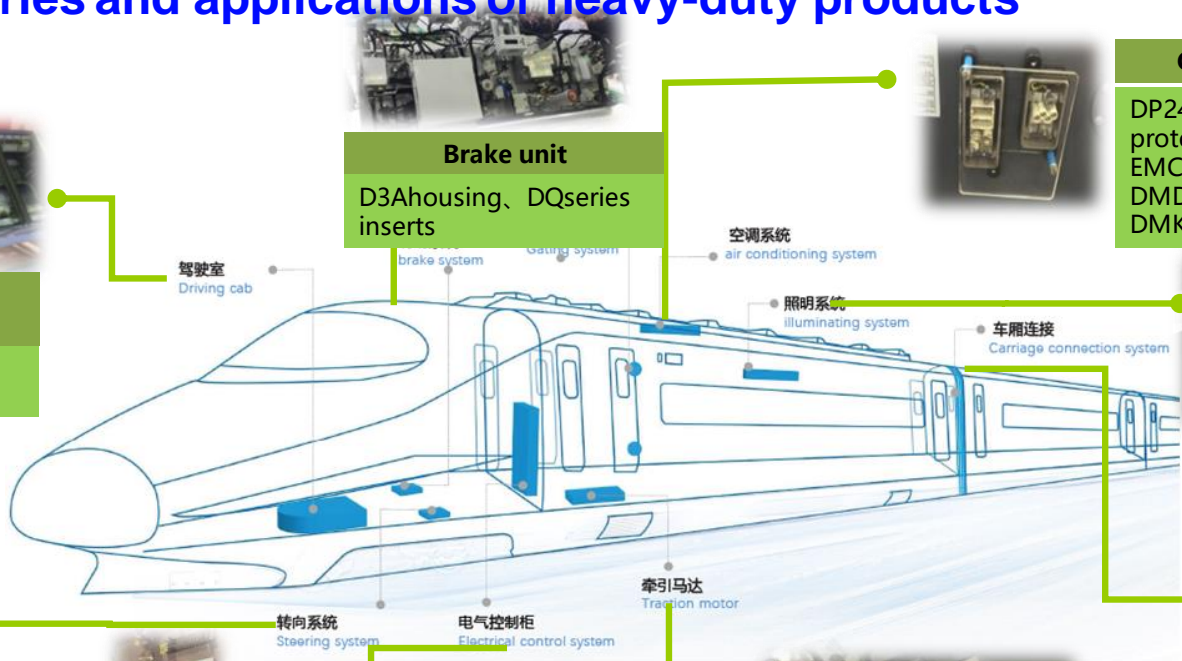 ries and applications of heavy-duty products
Brake unit
D3Ahousing、DQseries
inserts
DP24
EMC
DMD
DMK
brake system
Gating system
空调系统
air conditioning system
驾驶室
Driving cab
照明系统
illuminating system
车厢连接
Carriage connection system
牵引马达
Traction motor
转向系统
Steering system
电气控制柜
Electrical control system